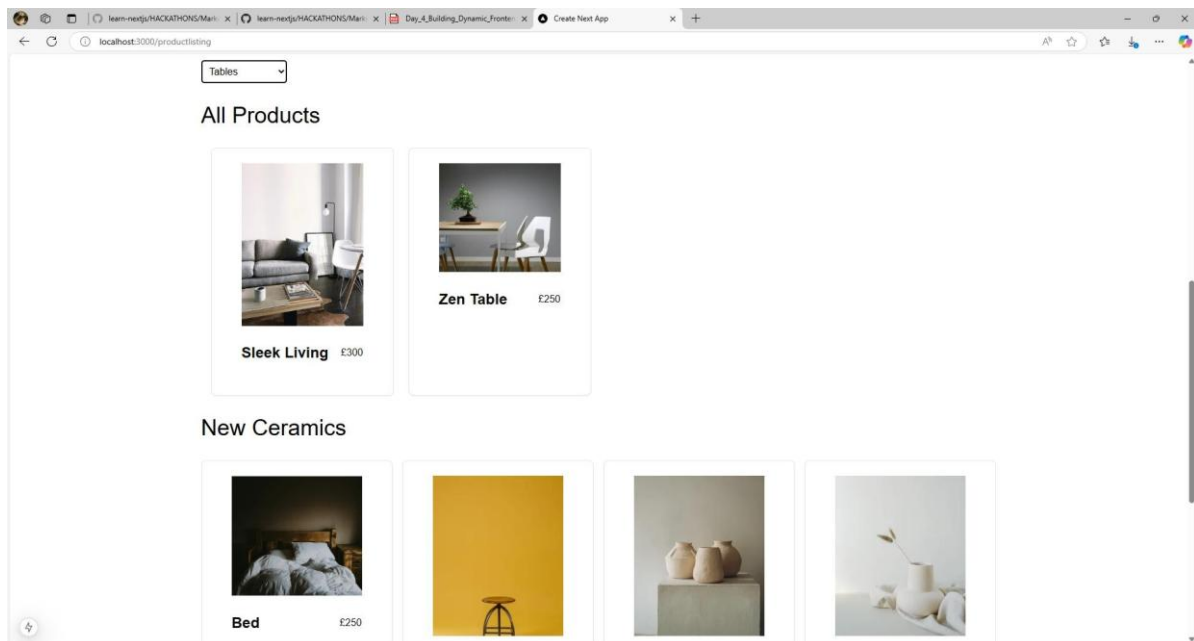 learn-nextjs/HACKATHONS/Mark
learn-nextjs/HACKATHONS/Mark
Day_4_Building_Dynamic_Fronten
Create Next App
localhost:3000/productlisting
Tables
All Products
Sleek Living £300
Zen Table £250
New Ceramics
Bed £250